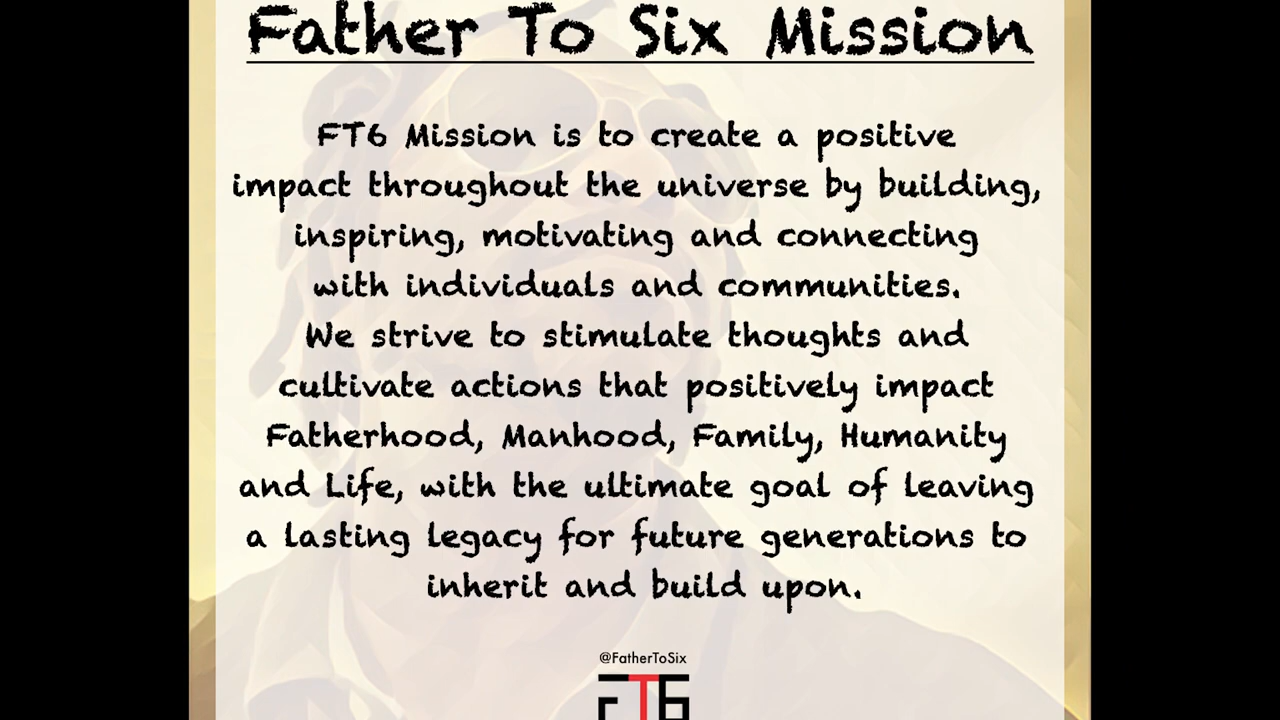 Father To Six Mission
FT6 Mission is to create a positive
impact throughout the universe by building,
inspiring, motivating and connecting
with individuals and communities.
We strive to stimulate thoughts and
cultivate actions that positively impact
Fatherhood, Manhood, Family, Humanity
and Life, with the ultimate goal of leaving
a lasting legacy for future generations to
inherit and build upon.
@FatherToSix
FT6